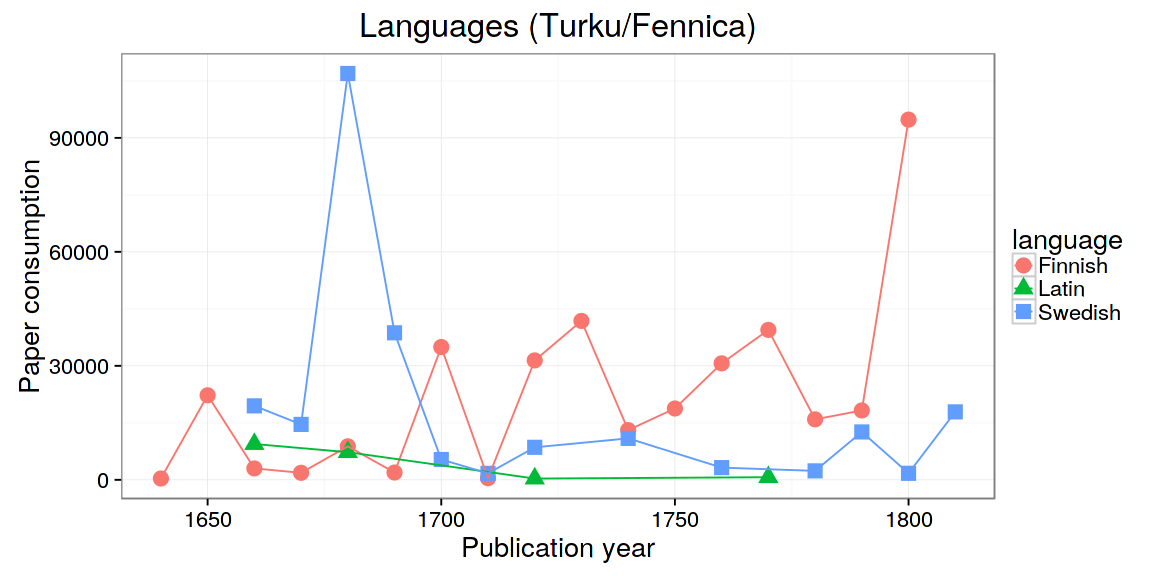 Languages (Turku/Fennica)
Paper consumption
90000
60000
30000
0
1650 1700 1750 1800
Publication year
language
Finnish
Latin
Swedish